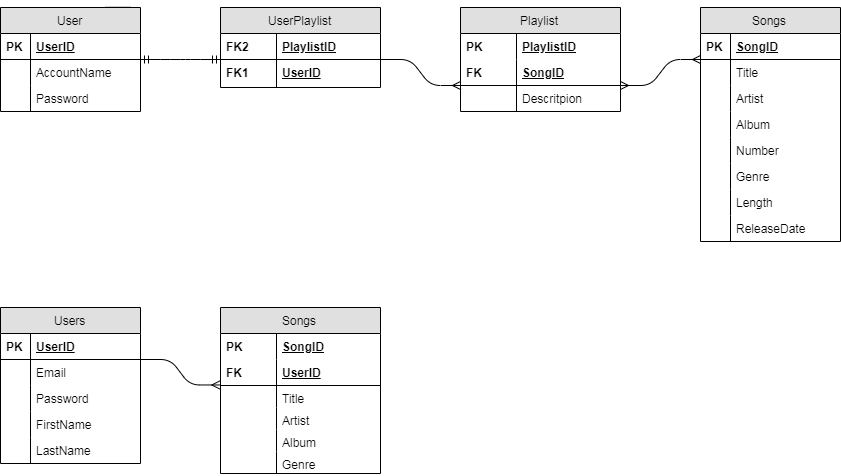 User
PK UserID
AccountName
Password
UserPlaylist
FK2 PlaylistID
FK1 UserID
Playlist
PK PlaylistID
FK SongID
Descritpion
Songs
PK SongID
Title
Artist
Album
Number
Genre
Length
ReleaseDate
Users
PK UserID
Email
Password
FirstName
LastName
Songs
PK SongID
FK UserID
Title
Artist
Album
Genre